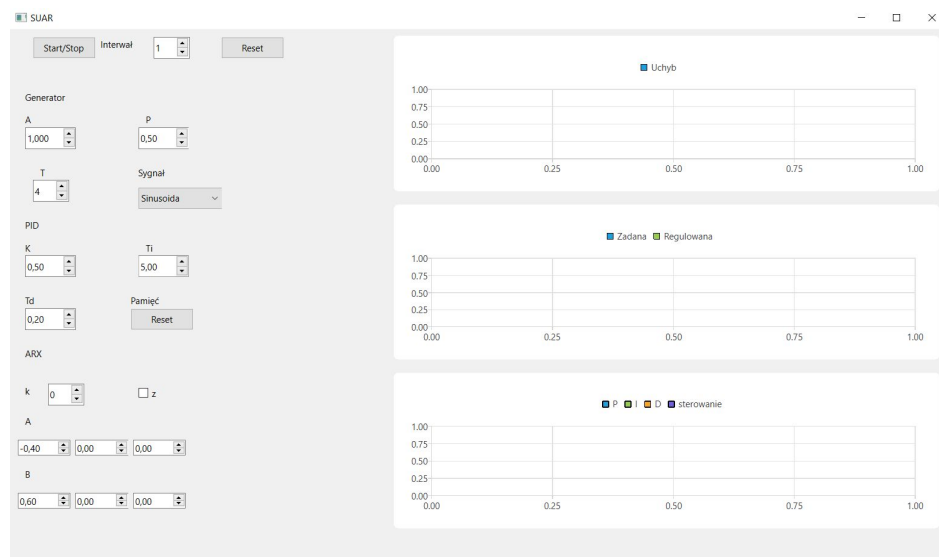 SUAR
Start/Stop Interwał 1 Reset
Generator
A P
1,000 0,50
T Sygnał
4 Sinusoida
PID
K Ti
0,50 5,00
Td Pamięć
0,20 Reset
ARX
k 0 z
A
-0,40 0,00 0,00
B
0,60 0,00 0,00
Uchyb
1.00
0.75
0.50
0.25
0.00
0.00 0.25 0.50 0.75 1.00
Zadana Regulowana
1.00
0.75
0.50
0.25
0.00
0.00 0.25 0.50 0.75 1.00
P I D sterowanie
1.00
0.75
0.50
0.25
0.00
0.00 0.25 0.50 0.75 1.00